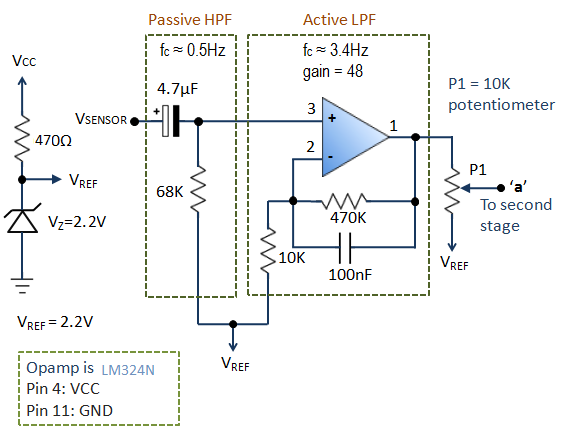 Passive HPF
Active LPF
fc ≈ 0.5Hz
fc ≈ 3.4Hz
gain = 48
Vcc
4.7µF
P1 = 10K
potentiometer
VSENSOR
+
3
+
1
470Ω
2
-
VREF
68K
P1
'a'
To second
stage
470K
Vz=2.2V
10K
100nF
VREF
VREF = 2.2V
VREF
Opamp is LM324N
Pin 4: VCC
Pin 11: GND